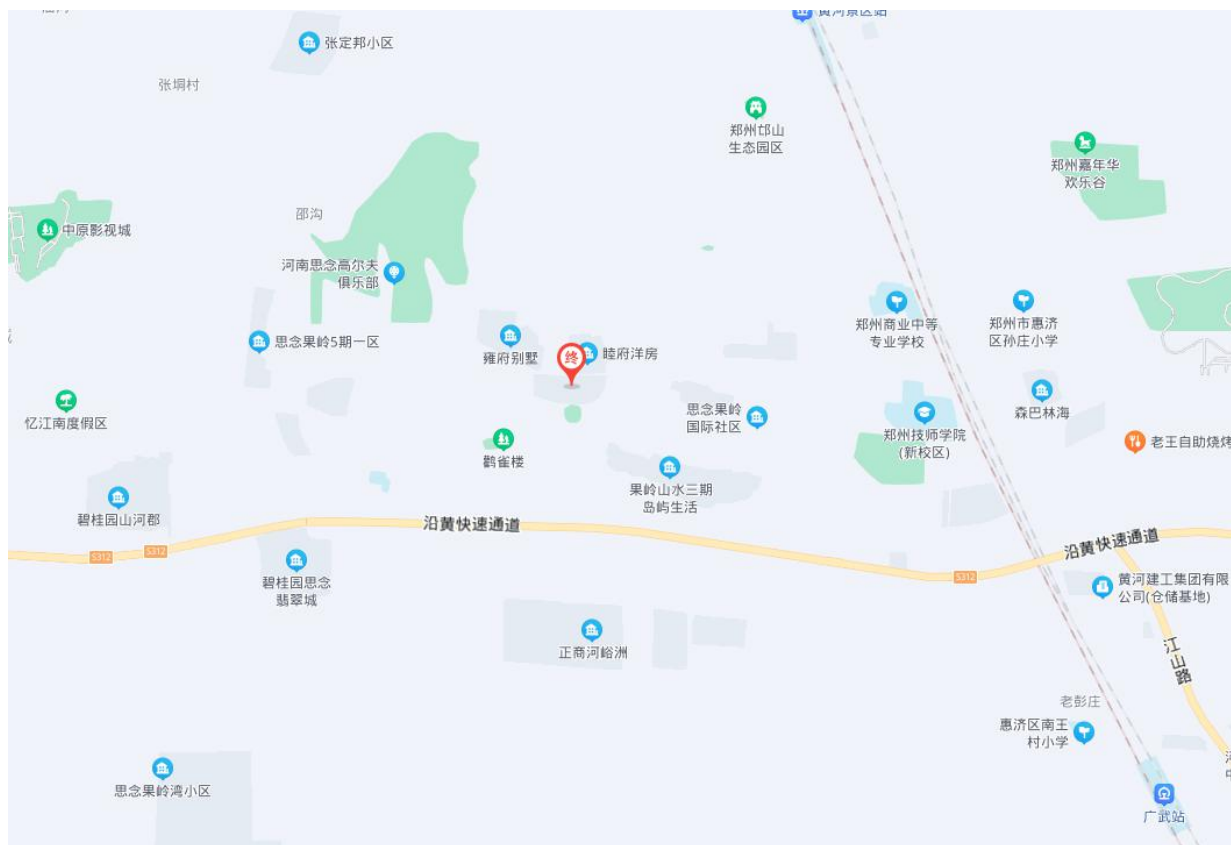 黄河景区站
张定邦小区
张垌村
郑州邙山
生态园区
郑州嘉年华
欢乐谷
邵沟
中原影视城
河南思念高尔夫
俱乐部
郑州商业中等
专业学校
郑州市惠济
区孙庄小学
思念果岭5期一区
雍府别墅
终
睦府洋房
忆江南度假区
思念果岭
国际社区
森巴林海
郑州技师学院
(新校区)
老王自助烧烤
鹳雀楼
果岭山水三期
岛屿生活
碧桂园山河郡
沿黄快速通道
沿黄快速通道
S312
S312
S312
碧桂园思念
翡翠城
黄河建工集团有限
公司(仓储基地)
正商河峪洲
江山路
老彭庄
惠济区南王
村小学
思念果岭湾小区
广武站